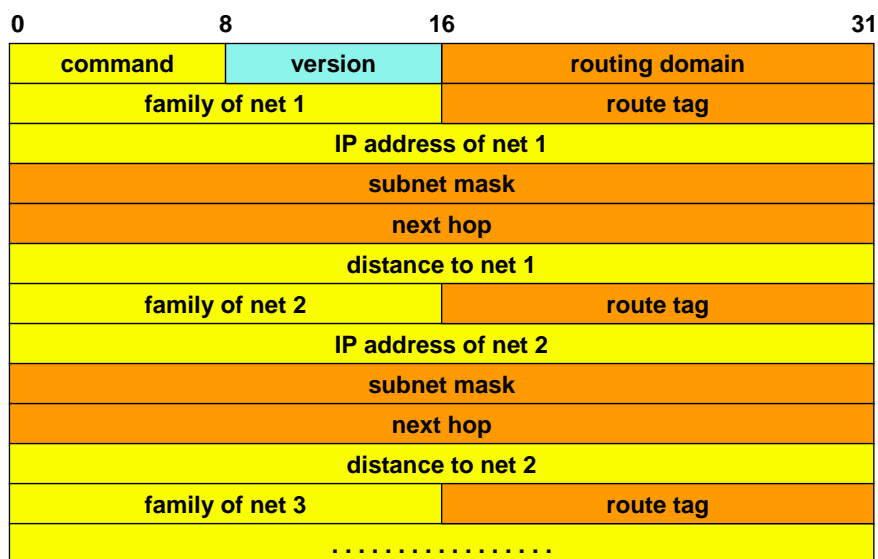 0 8 16 31
command version routing domain
family of net 1 route tag
IP address of net 1
subnet mask
next hop
distance to net 1
family of net 2 route tag
IP address of net 2
subnet mask
next hop
distance to net 2
family of net 3 route tag
. . . . . . . . . . . . . . . . .